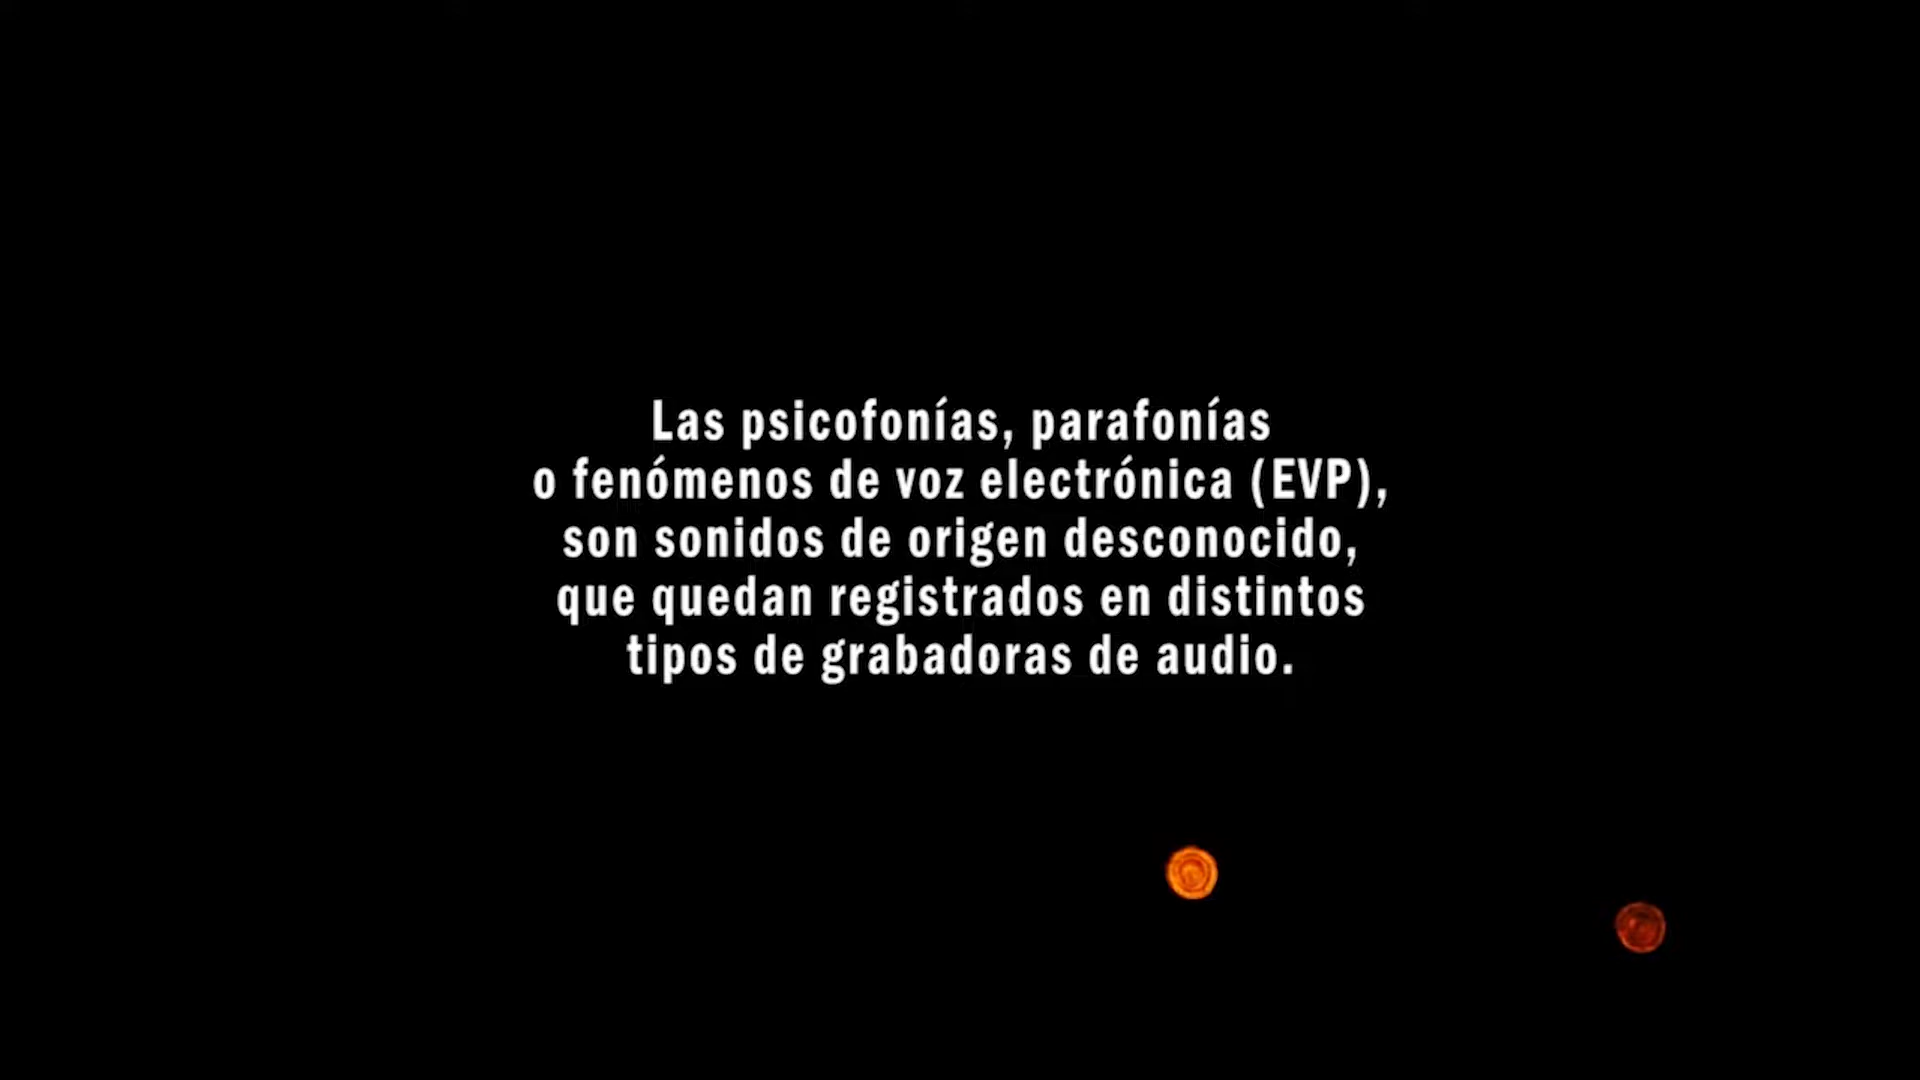 Las psicofonías, parafonías
o fenómenos de voz electrónica (EVP),
son sonidos de origen desconocido,
que quedan registrados en distintos
tipos de grabadoras de audio.